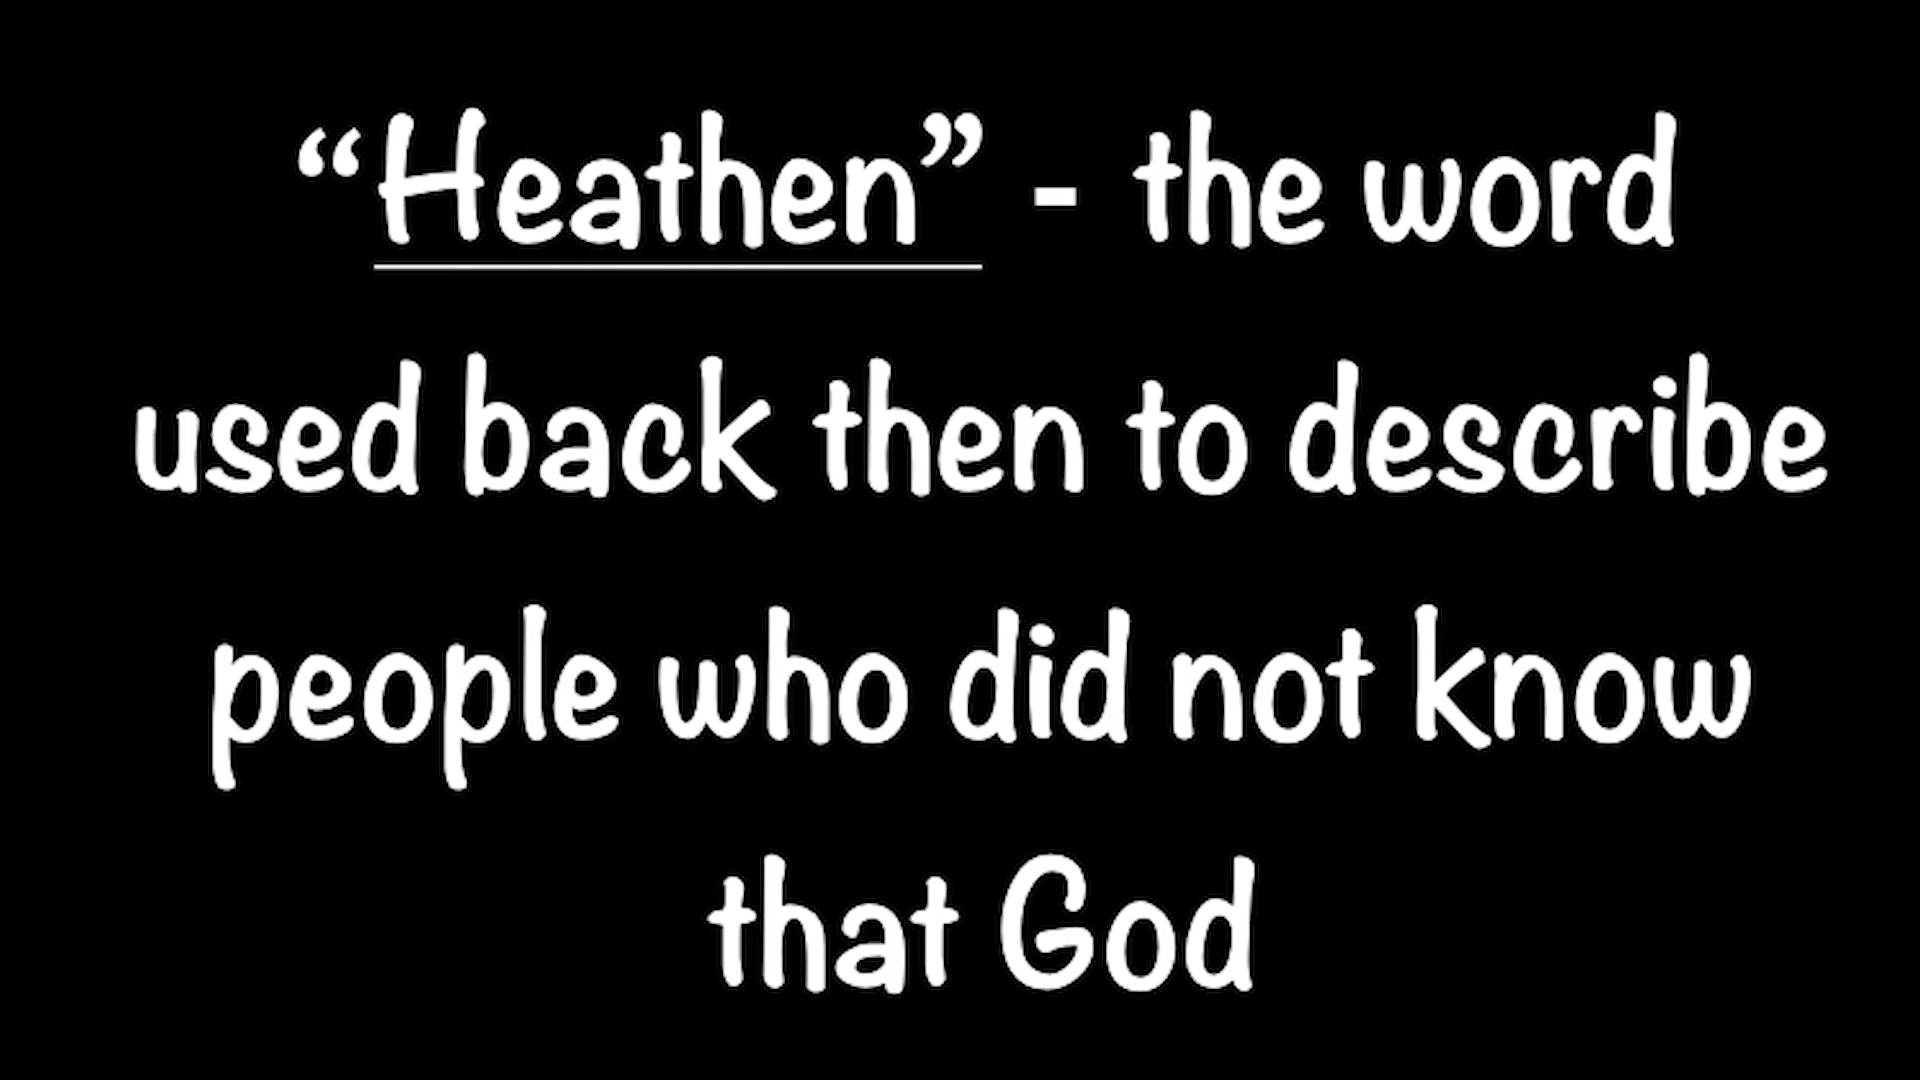 “Heathen” - the word
used back then to describe
people who did not know
that God